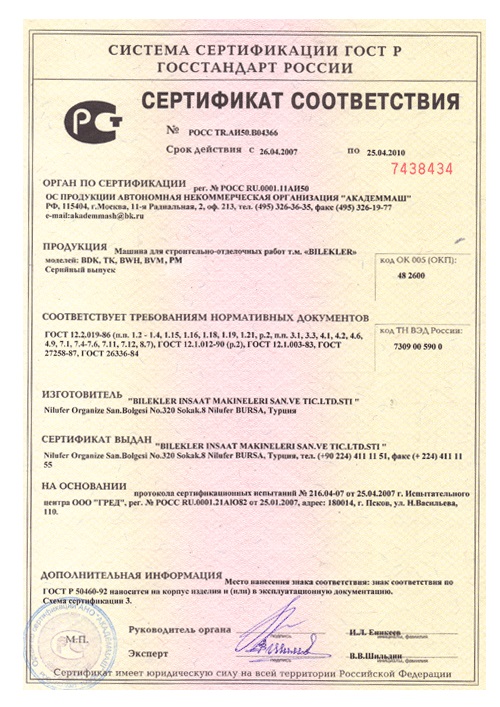 СИСТЕМА СЕРТИФИКАЦИИ ГОСТ Р
ГОССТАНДАРТ РОССИИ
СЕРТИФИКАТ СООТВЕТСТВИЯ
№ РОСС TR.АИ50.В04366
Срок действия с 26.04.2007 по 25.04.2010
7438434
ОРГАН ПО СЕРТИФИКАЦИИ рег. № РОСС RU.0001.11АИ50
ОС ПРОДУКЦИИ АВТОНОМНАЯ НЕКОММЕРЧЕСКАЯ ОРГАНИЗАЦИЯ "АКАДЕММАШ"
РФ, 115404, г.Москва, 11-я Радиальная, 2, оф. 213, тел. (495) 326-36-35, факс (495) 326-19-77
e-mail:akademmash@bk.ru
ПРОДУКЦИЯ Машина для строительно-отделочных работ т.м. «BILEKLER»
моделей: BDK, TK, BWH, BVM, PM
Серийный выпуск
код ОК 005 (ОКП):
48 2600
СООТВЕТСТВУЕТ ТРЕБОВАНИЯМ НОРМАТИВНЫХ ДОКУМЕНТОВ
ГОСТ 12.2.019-86 (п.п. 1.2 - 1.4, 1.15, 1.16, 1.18, 1.19, 1.21, р.2, п.п. 3.1, 3.3, 4.1, 4.2, 4.6,
4.9, 7.1, 7.4-7.6, 7.11, 7.12, 8.7), ГОСТ 12.1.012-90 (р.2), ГОСТ 12.1.003-83, ГОСТ
27258-87, ГОСТ 26336-84
код ТН ВЭД России:
7309 00 590 0
ИЗГОТОВИТЕЛЬ "BILEKLER INSAAT MAKINELERI SAN.VE TIC.LTD.STI "
Nilufer Organize San.Bolgesi No.320 Sokak.8 Nilufer BURSA, Турция
СЕРТИФИКАТ ВЫДАН "BILEKLER INSAAT MAKINELERI SAN.VE TIC.LTD.STI "
Nilufer Organize San.Bolgesi No.320 Sokak.8 Nilufer BURSA, Турция, тел. (+90 224) 411 11 51, факс (+ 224) 411 11
55
НА ОСНОВАНИИ протокола сертификационных испытаний № 216.04-07 от 25.04.2007 г. Испытательного
центра ООО "ГРЕД", рег. № РОСС RU.0001.21АЮ82 от 25.01.2007, адрес: 180014, г. Псков, ул. Н.Васильева,
110.
ДОПОЛНИТЕЛЬНАЯ ИНФОРМАЦИЯ Место нанесения знака соответствия: знак соответствия по
ГОСТ Р 50460-92 наносится на корпус изделия и (или) в эксплуатационную документацию.
Схема сертификации 3.
М.П.
Руководитель органа И.Л. Еникеев
подпись инициалы, фамилия
Эксперт В.В.Шильдин
подпись инициалы, фамилия
Сертификат имеет юридическую силу на всей территории Российской Федерации